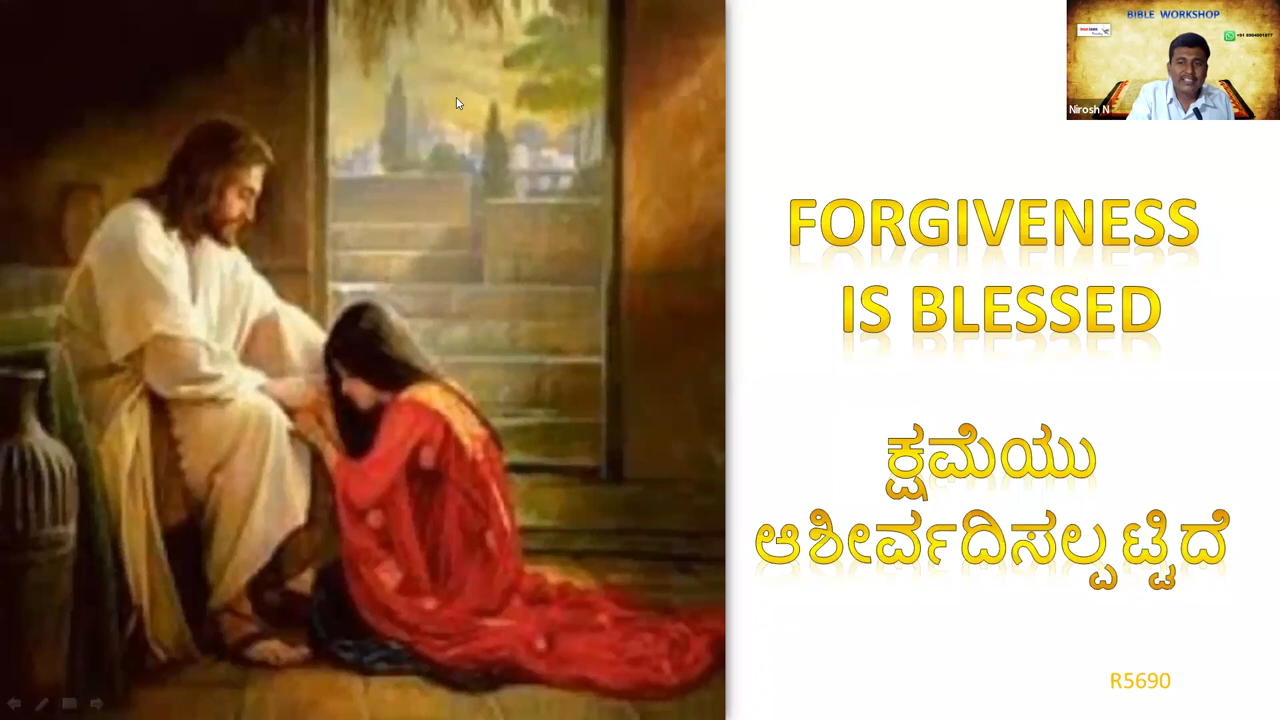 BIBLE WORKSHOP
Nirosh N
FORGIVENESS
IS BLESSED
ಕ್ಷಮೆಯು
ಆಶೀರ್ವದಿಸಲ್ಪಟ್ಟಿದೆ
R5690